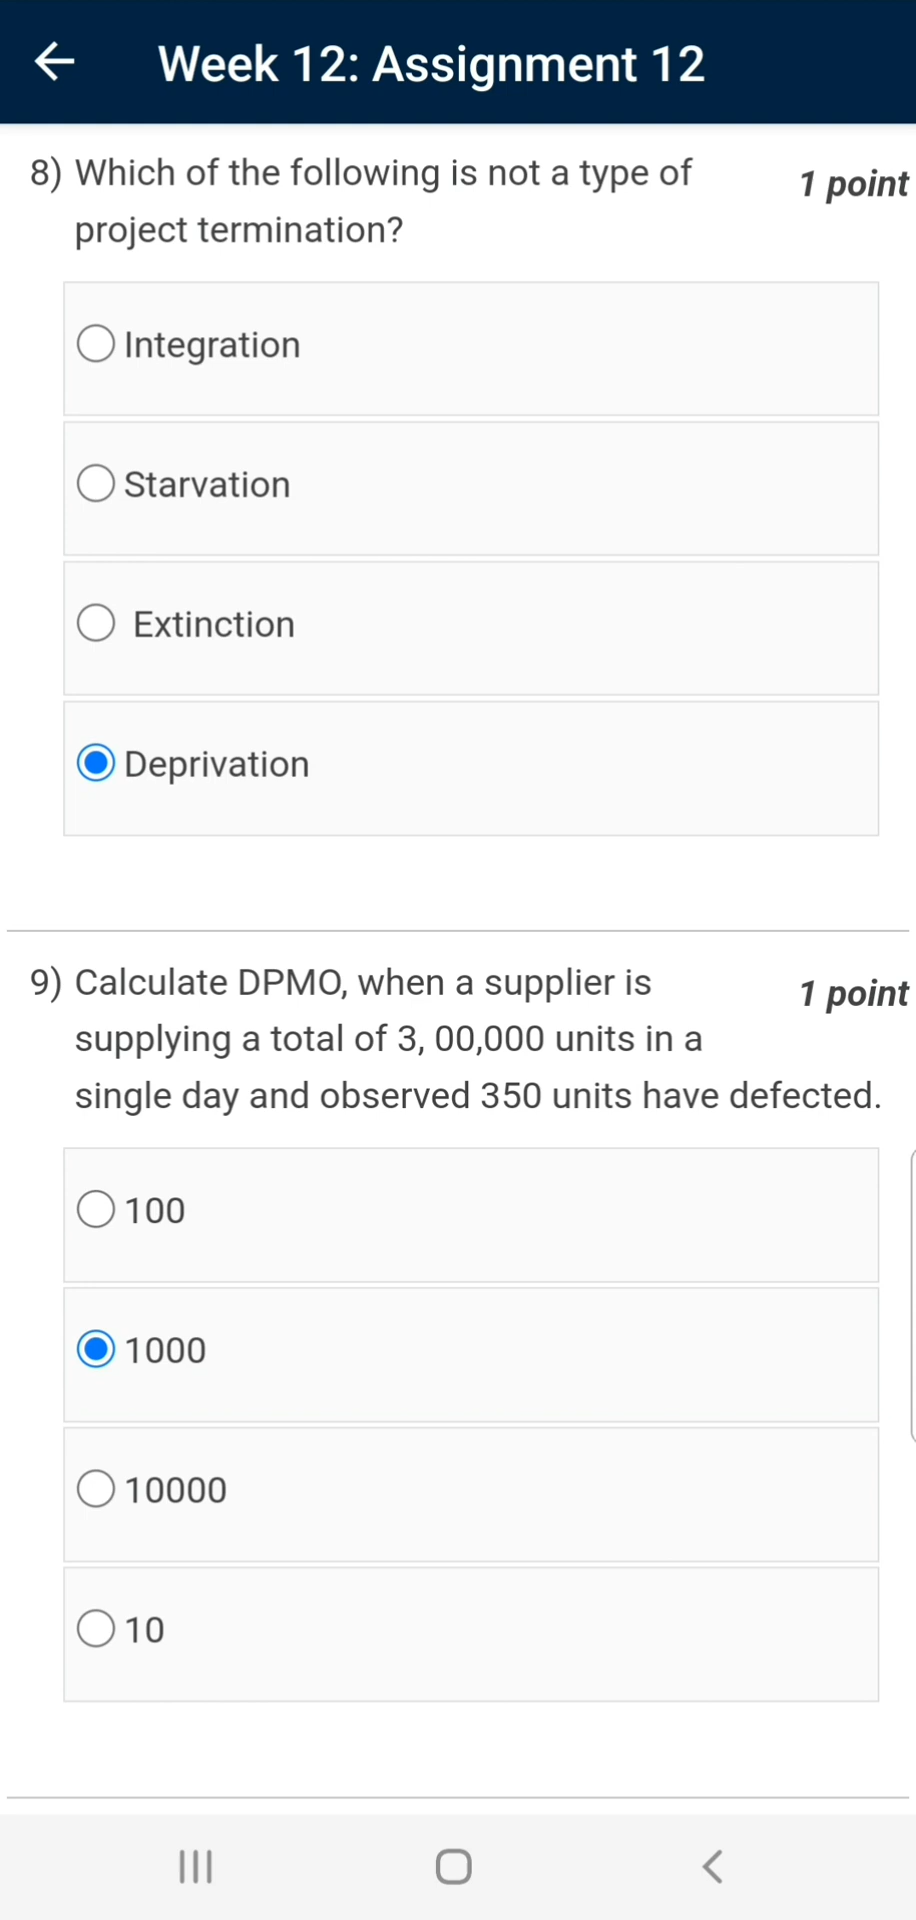 Week 12: Assignment 12
8) Which of the following is not a type of
1 point
project termination?
Integration
Starvation
Extinction
Deprivation
9) Calculate DPMO, when a supplier is
1 point
supplying a total of 3, 00,000 units in a
single day and observed 350 units have defected.
100
1000
10000
10